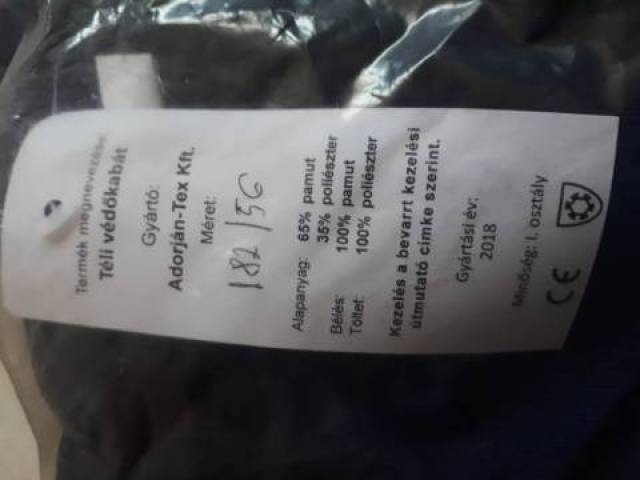 Termék megnevezése:
Téli védőkabát
Gyártó:
Adorján-Tex Kft.
Méret:
182/56
Alapanyag: 65% pamut
35% poliészter
Bélés: 100% pamut
Töltet: 100% poliészter
Kezelés a bevarrt kezelési
útmutató címke szerint.
Gyártási év:
2018
Minőség: I. osztály
CE